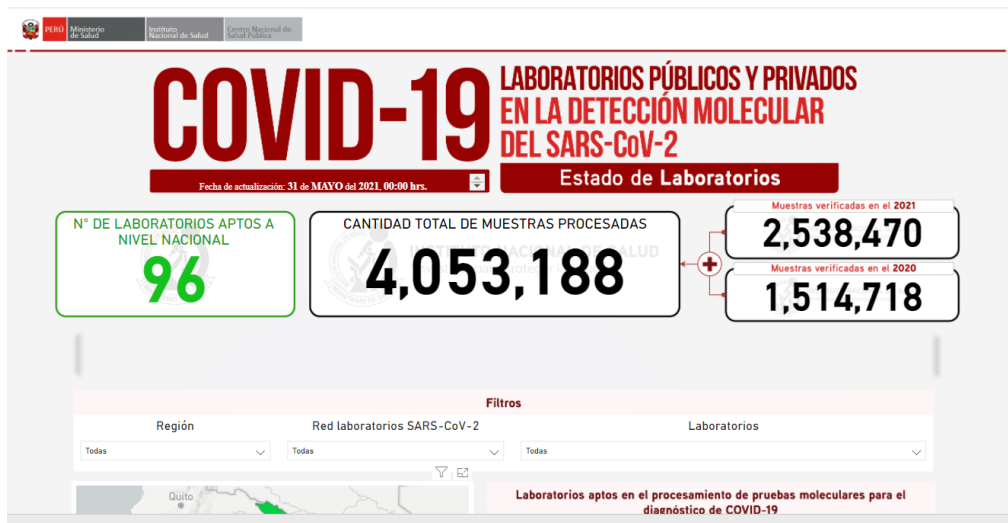 PERÚ
Ministerio
de Salud
Instituto
Nacional de Salud
Centro Nacional de
Salud Pública
COVID-19
LABORATORIOS PÚBLICOS Y PRIVADOS
EN LA DETECCIÓN MOLECULAR
DEL SARS-CoV-2
Fecha de actualización: 31 de MAYO del 2021, 00:00 hrs.
Estado de Laboratorios
N° DE LABORATORIOS APTOS A
NIVEL NACIONAL
96
CANTIDAD TOTAL DE MUESTRAS PROCESADAS
4,053,188
Muestras verificadas en el 2021
2,538,470
Muestras verificadas en el 2020
1,514,718
Filtros
Región
Red laboratorios SARS-CoV-2
Laboratorios
Todas
Todas
Todas
Quito
Laboratorios aptos en el procesamiento de pruebas moleculares para el
diagnóstico de COVID-19